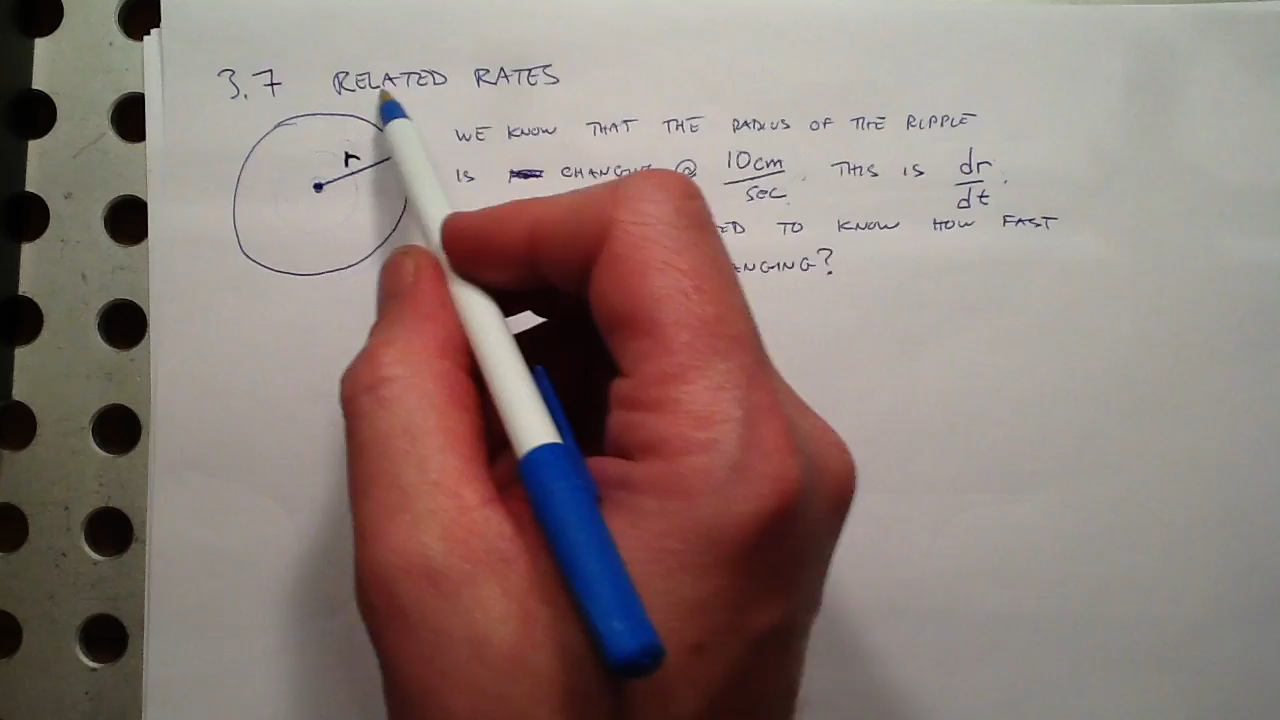 3.7 RELATED RATES
r
WE KNOW THAT THE RADIUS OF THE RIPPLE
IS CHANGING @ 10cm/SEC. THIS IS dr/dt.
TO KNOW HOW FAST